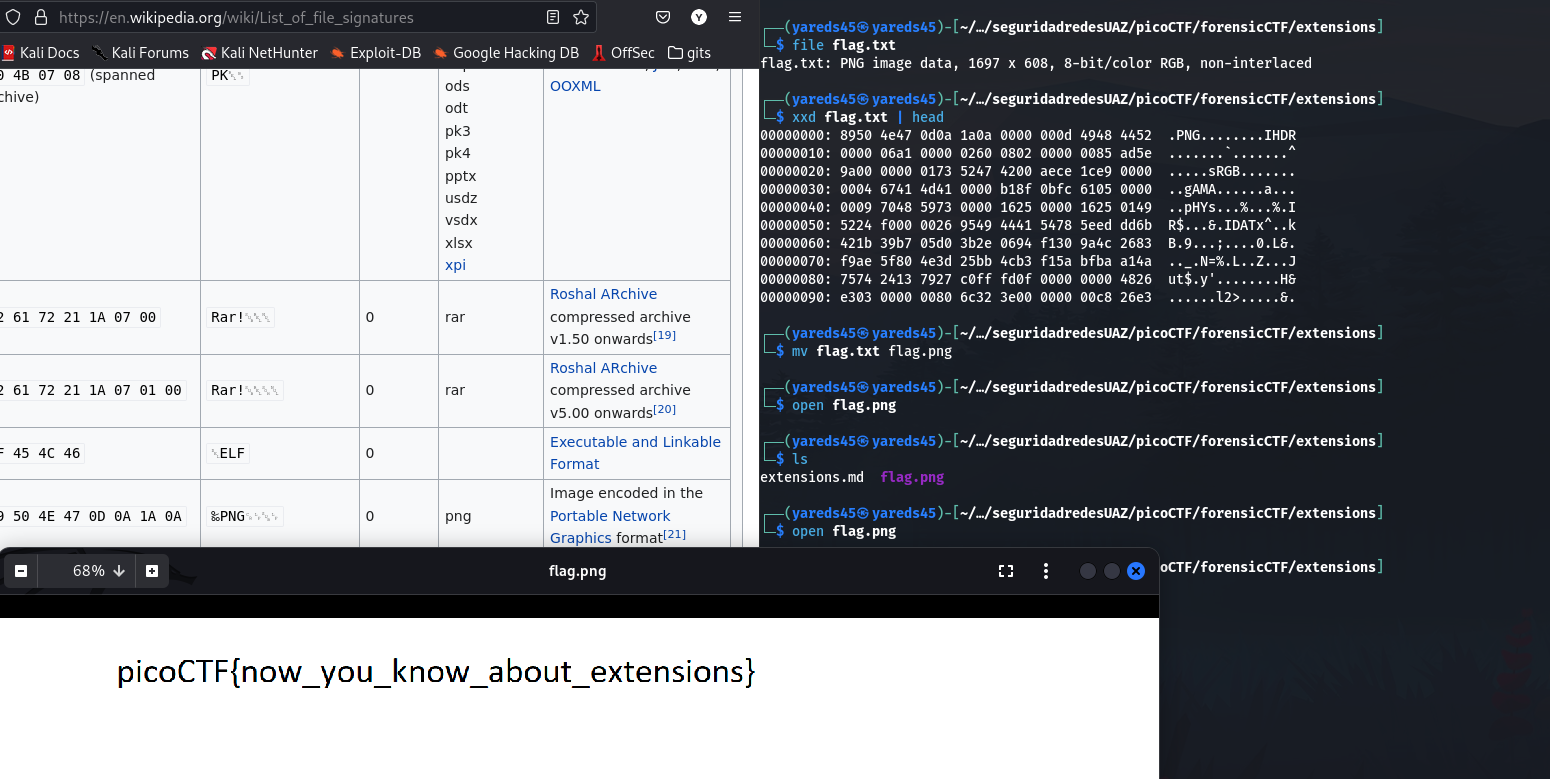 https://en.wikipedia.org/wiki/List_of_file_signatures
Y
Kali Docs Kali Forums Kali NetHunter Exploit-DB Google Hacking DB OffSec gits
4B 07 08 (spanned
chive)
PK
ods
odt
pk3
pk4
pptx
usdz
vsdx
xlsx
xpi
OOXML
61 72 21 1A 07 00 Rar! 0 rar Roshal ARchive
compressed archive
v1.50 onwards[19]
61 72 21 1A 07 01 00 Rar! 0 rar Roshal ARchive
compressed archive
v5.00 onwards[20]
45 4C 46 ELF 0 Executable and Linkable
Format
50 4E 47 0D 0A 1A 0A ‰PNG 0 png Image encoded in the
Portable Network
Graphics format[21]
(yareds45㉿yareds45)-[~/…/seguridadredesUAZ/picoCTF/forensicCTF/extensions]
$ file flag.txt
flag.txt: PNG image data, 1697 x 608, 8-bit/color RGB, non-interlaced
(yareds45㉿yareds45)-[~/…/seguridadredesUAZ/picoCTF/forensicCTF/extensions]
$ xxd flag.txt | head
00000000: 8950 4e47 0d0a 1a0a 0000 000d 4948 4452 .PNG........IHDR
00000010: 0000 06a1 0000 0260 0802 0000 0085 ad5e .......`.......^
00000020: 9a00 0000 0173 5247 4200 aece 1ce9 0000 .....sRGB.......
00000030: 0004 6741 4d41 0000 b18f 0bfc 6105 0000 ..gAMA......a...
00000040: 0009 7048 5973 0000 1625 0000 1625 0149 ..pHYs...%...%.I
00000050: 5224 f000 0026 9549 4441 5478 5eed dd6b R$...&.IDATx^..k
00000060: 421b 39b7 05d0 3b2e 0694 f130 9a4c 2683 B.9...;....0.L&.
00000070: f9ae 5f80 4e3d 25bb 4cb3 f15a bfba a14a .._.N=%.L..Z...J
00000080: 7574 2413 7927 c0ff fd0f 0000 0000 4826 ut$.y'........H&
00000090: e303 0000 0080 6c32 3e00 0000 00c8 26e3 ......l2>.....&.
(yareds45㉿yareds45)-[~/…/seguridadredesUAZ/picoCTF/forensicCTF/extensions]
$ mv flag.txt flag.png
(yareds45㉿yareds45)-[~/…/seguridadredesUAZ/picoCTF/forensicCTF/extensions]
$ open flag.png
(yareds45㉿yareds45)-[~/…/seguridadredesUAZ/picoCTF/forensicCTF/extensions]
$ ls
extensions.md flag.png
(yareds45㉿yareds45)-[~/…/seguridadredesUAZ/picoCTF/forensicCTF/extensions]
$ open flag.png
oCTF/forensicCTF/extensions]
68% flag.png
picoCTF{now_you_know_about_extensions}